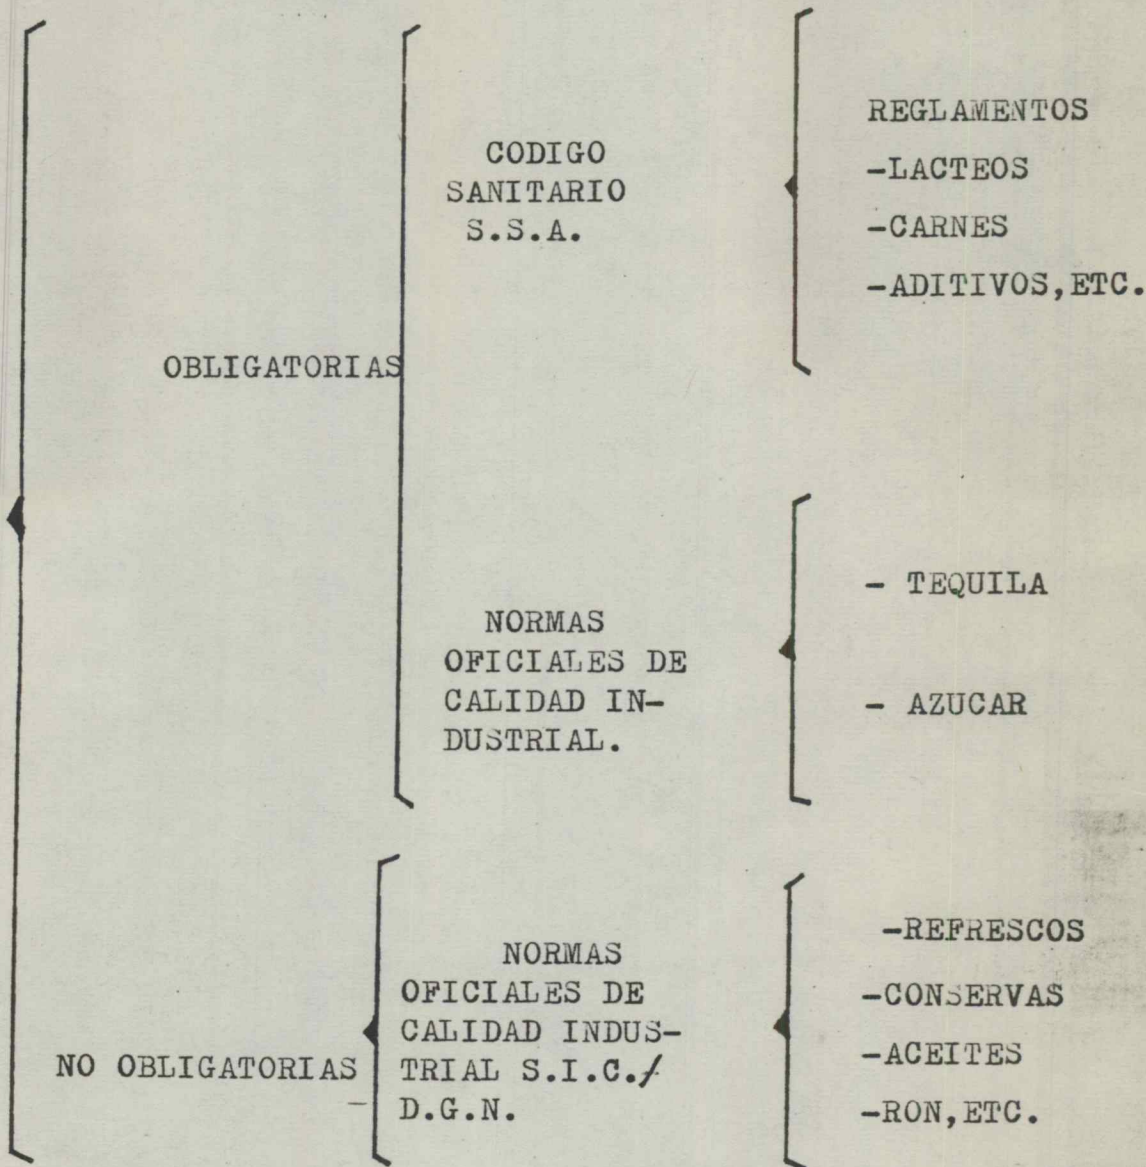 OBLIGATORIAS
CODIGO
SANITARIO
S.S.A.
REGLAMENTOS
-LACTEOS
-CARNES
-ADITIVOS,ETC.
NORMAS
OFICIALES DE
CALIDAD IN-
DUSTRIAL.
- TEQUILA
- AZUCAR
NO OBLIGATORIAS
NORMAS
OFICIALES DE
CALIDAD INDUS-
TRIAL S.I.C./
D.G.N.
-REFRESCOS
-CONSERVAS
-ACEITES
-RON,ETC.